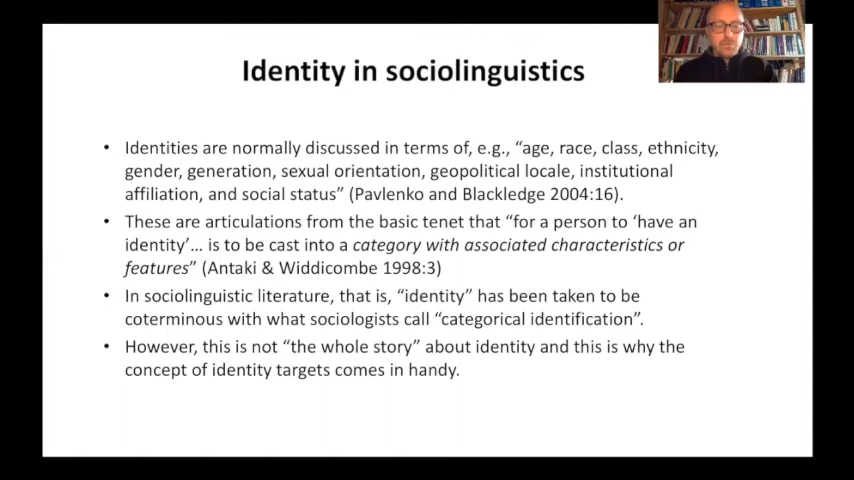 Identity in sociolinguistics
• Identities are normally discussed in terms of, e.g., “age, race, class, ethnicity,
gender, generation, sexual orientation, geopolitical locale, institutional
affiliation, and social status” (Pavlenko and Blackledge 2004:16).
• These are articulations from the basic tenet that “for a person to ‘have an
identity’… is to be cast into a category with associated characteristics or
features” (Antaki & Widdicombe 1998:3)
• In sociolinguistic literature, that is, “identity” has been taken to be
coterminous with what sociologists call “categorical identification”.
• However, this is not “the whole story” about identity and this is why the
concept of identity targets comes in handy.